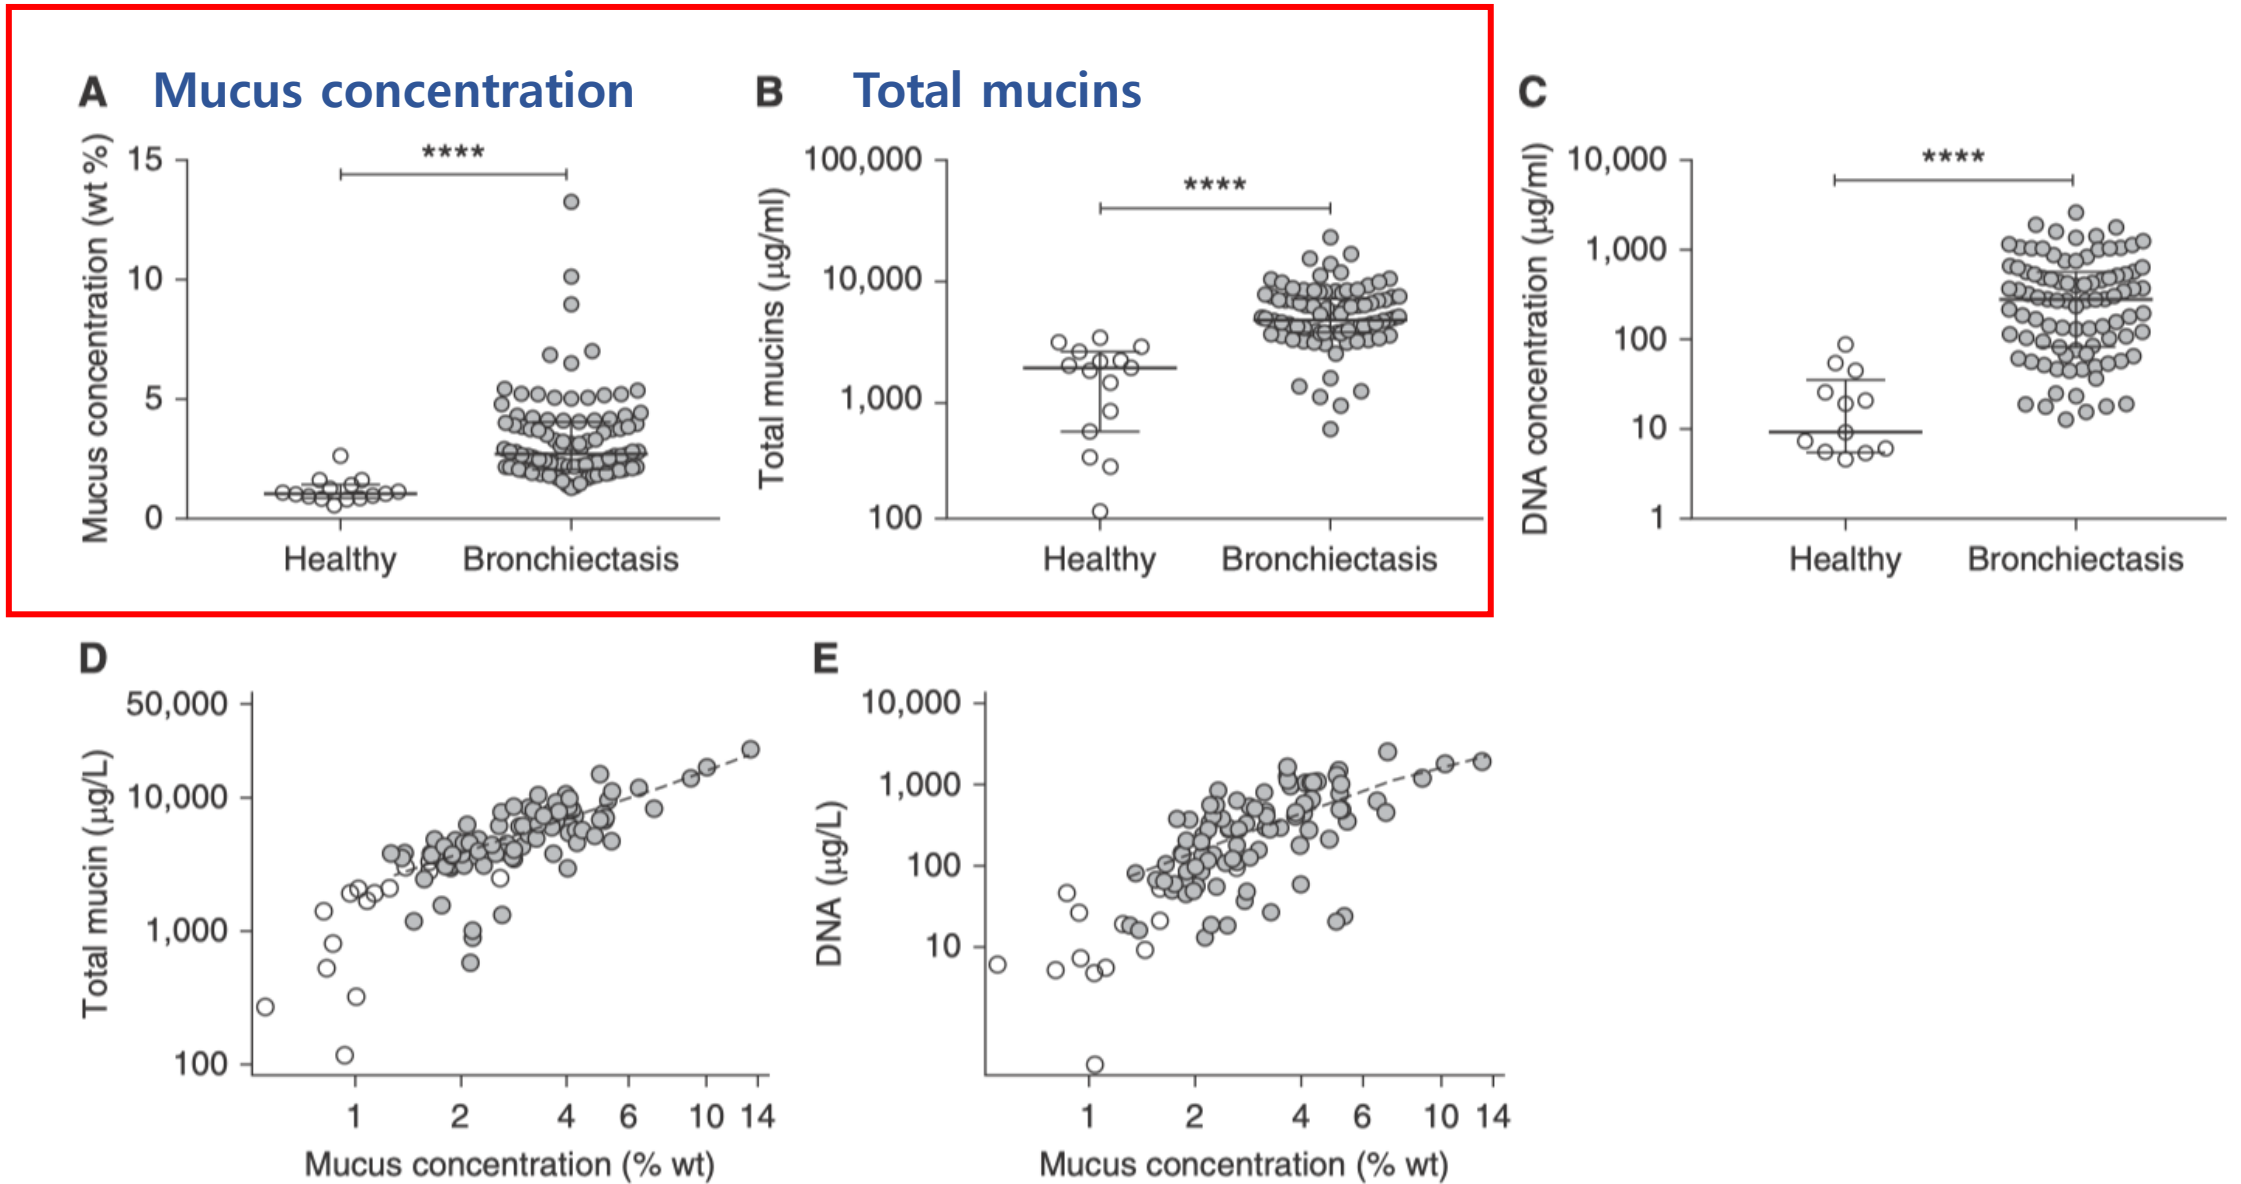 A Mucus concentration
Mucus concentration (wt %)
15
10
5
0
****
Healthy Bronchiectasis
B Total mucins
Total mucins (µg/ml)
100,000
10,000
1,000
100
****
Healthy Bronchiectasis
C
DNA concentration (µg/ml)
10,000
1,000
100
10
1
****
Healthy Bronchiectasis
D
Total mucin (µg/L)
50,000
10,000
1,000
100
1 2 4 6 10 14
Mucus concentration (% wt)
E
DNA (µg/L)
10,000
1,000
100
10
1 2 4 6 10 14
Mucus concentration (% wt)